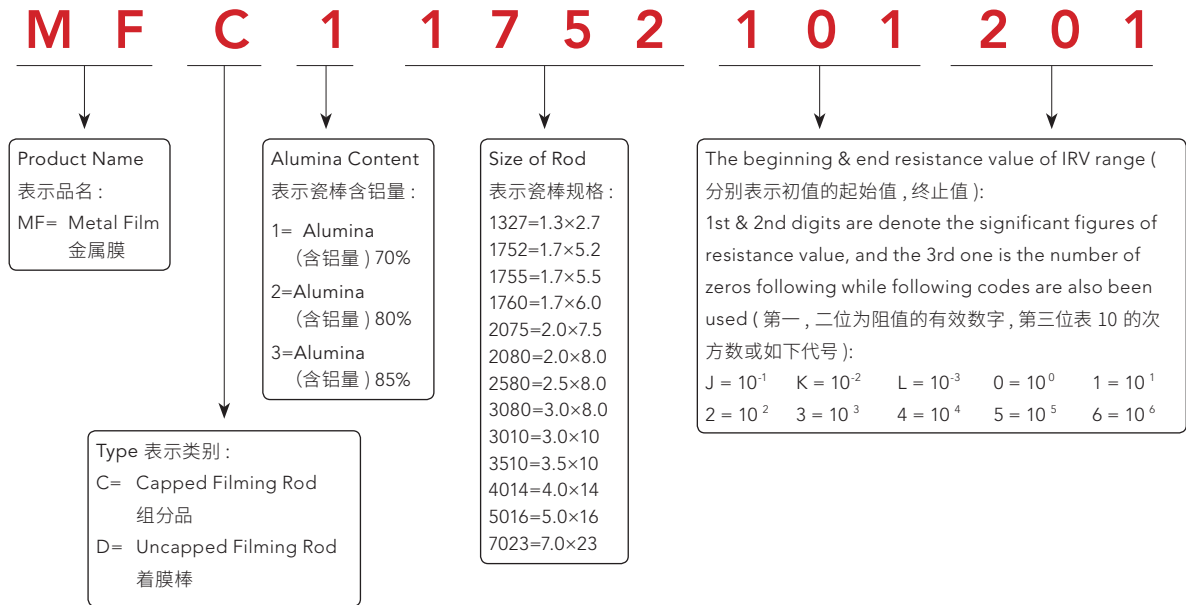 M F C 1 1 7 5 2 1 0 1 2 0 1
Product Name
表示品名 :
MF= Metal Film
金属膜
Type 表示类别 :
C= Capped Filming Rod
组分品
D= Uncapped Filming Rod
着膜棒
Alumina Content
表示瓷棒含铝量 :
1= Alumina
(含铝量 ) 70%
2=Alumina
(含铝量 ) 80%
3=Alumina
(含铝量 ) 85%
Size of Rod
表示瓷棒规格 :
1327=1.3×2.7
1752=1.7×5.2
1755=1.7×5.5
1760=1.7×6.0
2075=2.0×7.5
2080=2.0×8.0
2580=2.5×8.0
3080=3.0×8.0
3010=3.0×10
3510=3.5×10
4014=4.0×14
5016=5.0×16
7023=7.0×23
The beginning & end resistance value of IRV range (
分别表示初值的起始值 , 终止值 ):
1st & 2nd digits are denote the significant figures of
resistance value, and the 3rd one is the number of
zeros following while following codes are also been
used ( 第一 , 二位为阻值的有效数字 , 第三位表 10 的次
方数或如下代号 ):
J = 10⁻¹ K = 10⁻² L = 10⁻³ 0 = 10⁰ 1 = 10¹
2 = 10² 3 = 10³ 4 = 10⁴ 5 = 10⁵ 6 = 10⁶